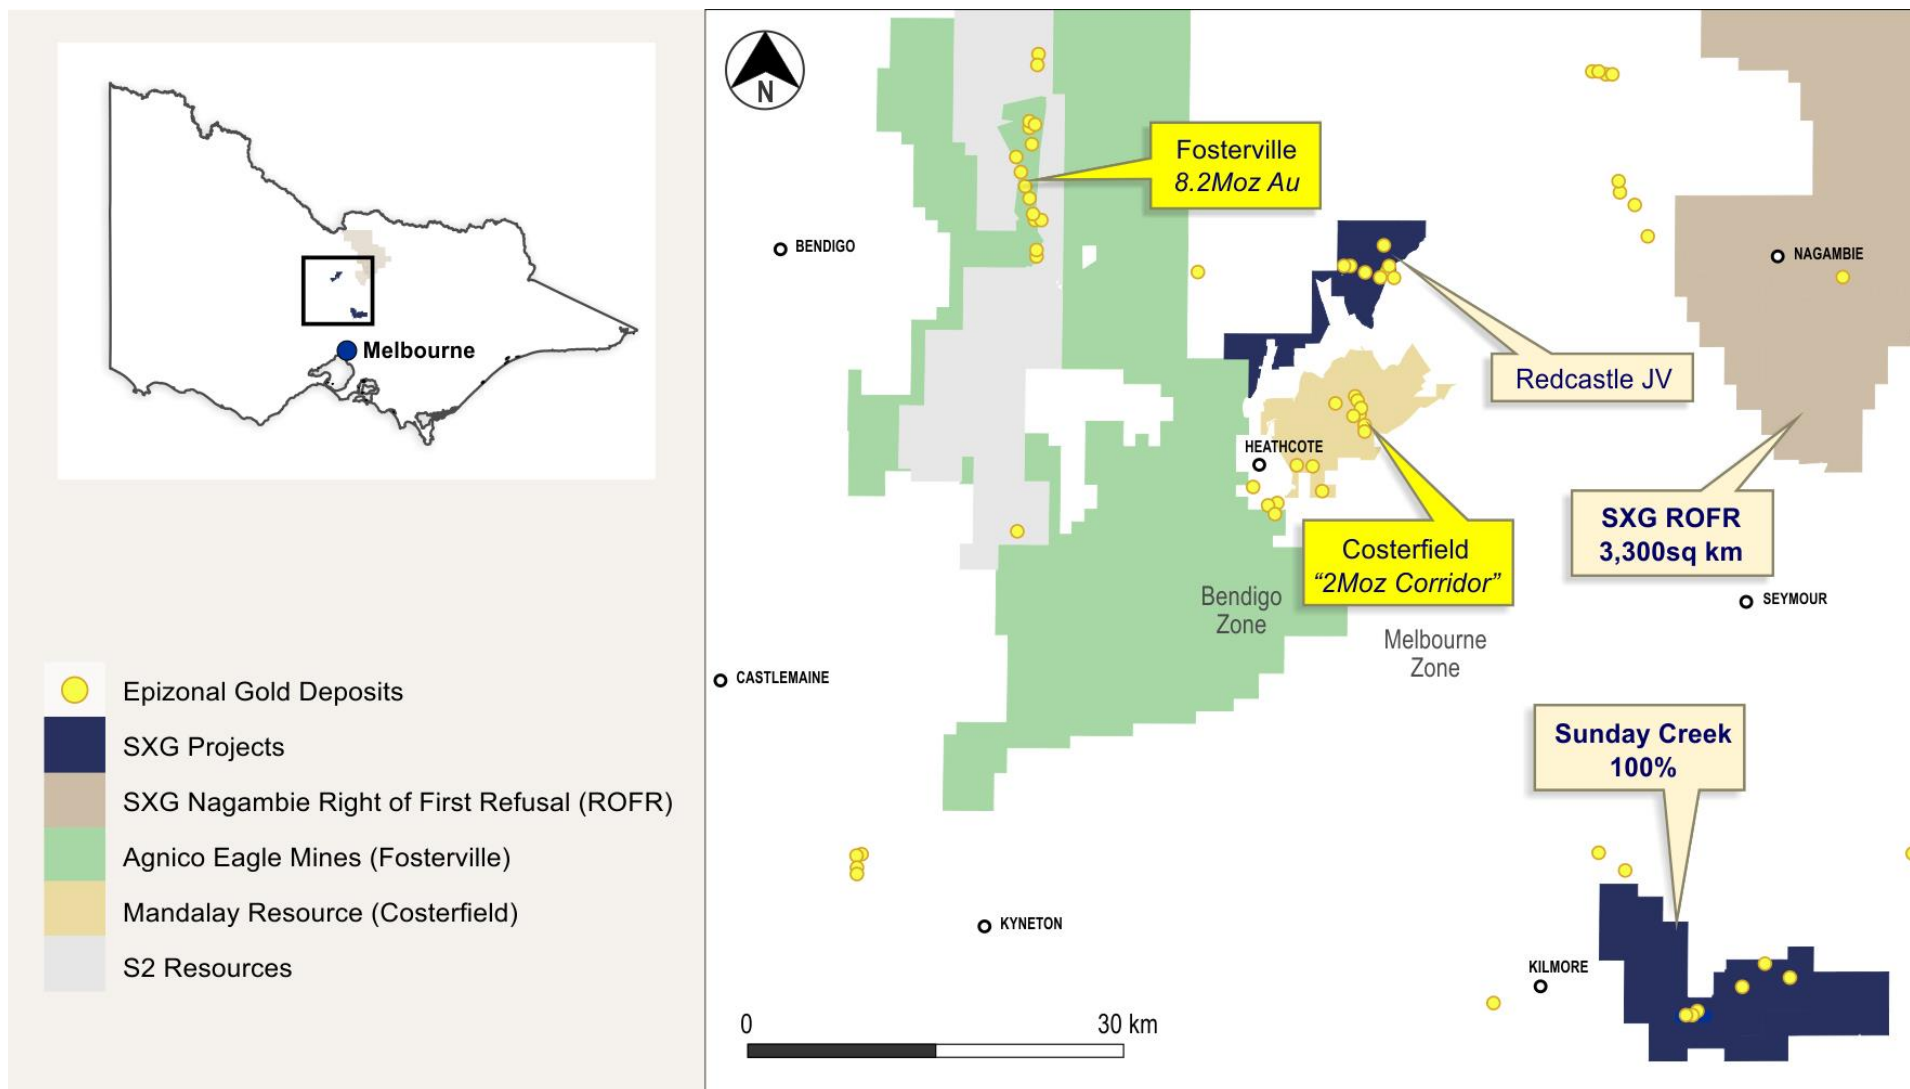 Melbourne
Epizonal Gold Deposits
SXG Projects
SXG Nagambie Right of First Refusal (ROFR)
Agnico Eagle Mines (Fosterville)
Mandalay Resource (Costerfield)
S2 Resources
N
Fosterville
8.2Moz Au
BENDIGO
NAGAMBIE
Redcastle JV
HEATHCOTE
SXG ROFR
3,300sq km
Costerfield
“2Moz Corridor”
Bendigo
Zone
SEYMOUR
Melbourne
Zone
CASTLEMAINE
Sunday Creek
100%
KYNETON
KILMORE
0
30 km